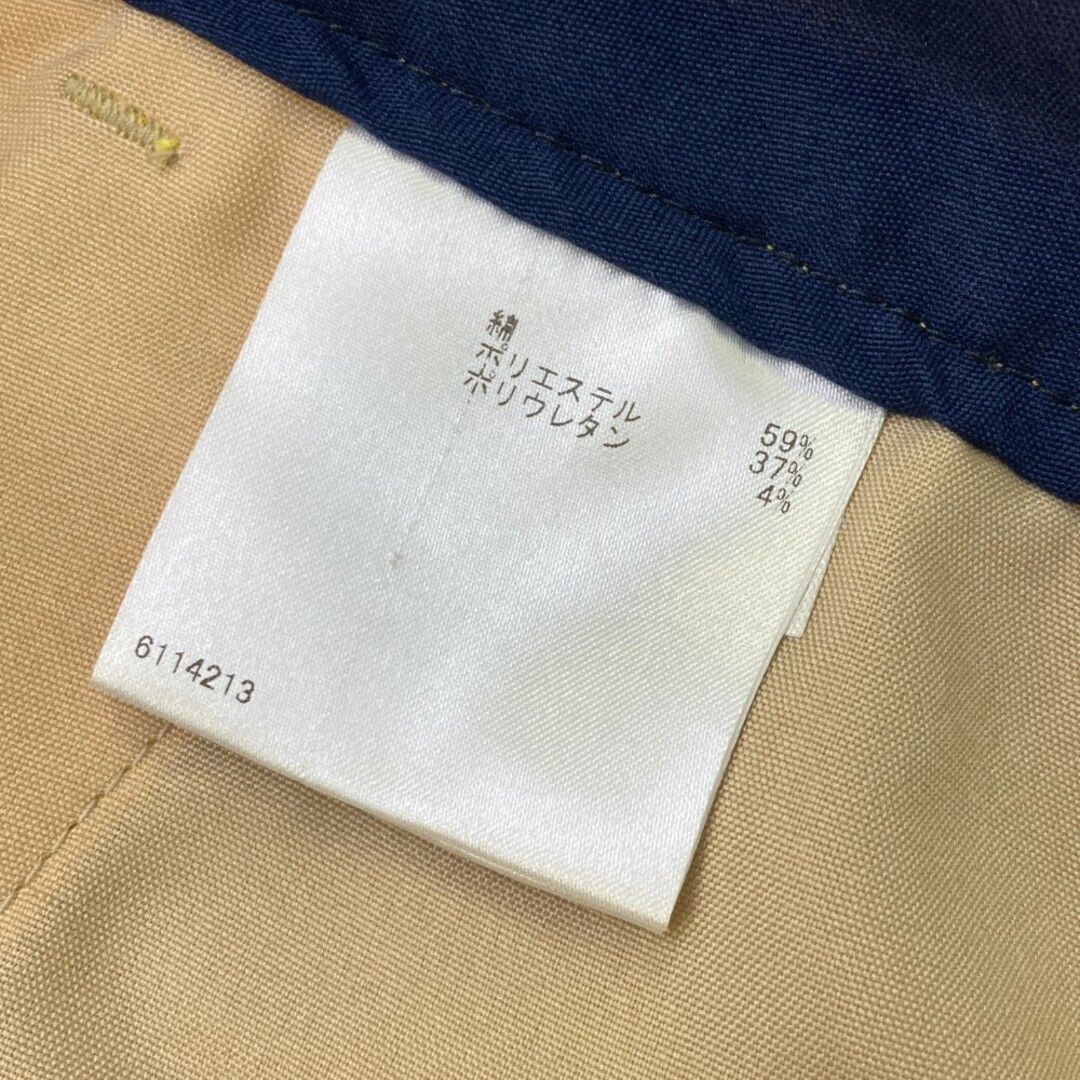 綿 59%
ポリエステル 37%
ポリウレタン 4%
6114213